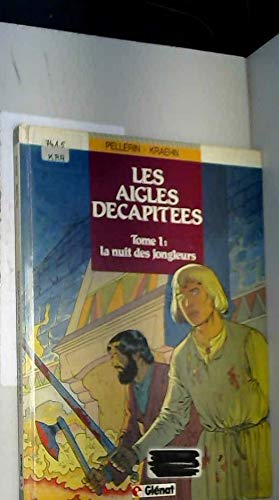 PELLERIN - KRAEHN
LES
AIGLES
DECAPITEES
Tome 1:
la nuit des jongleurs
Glénat